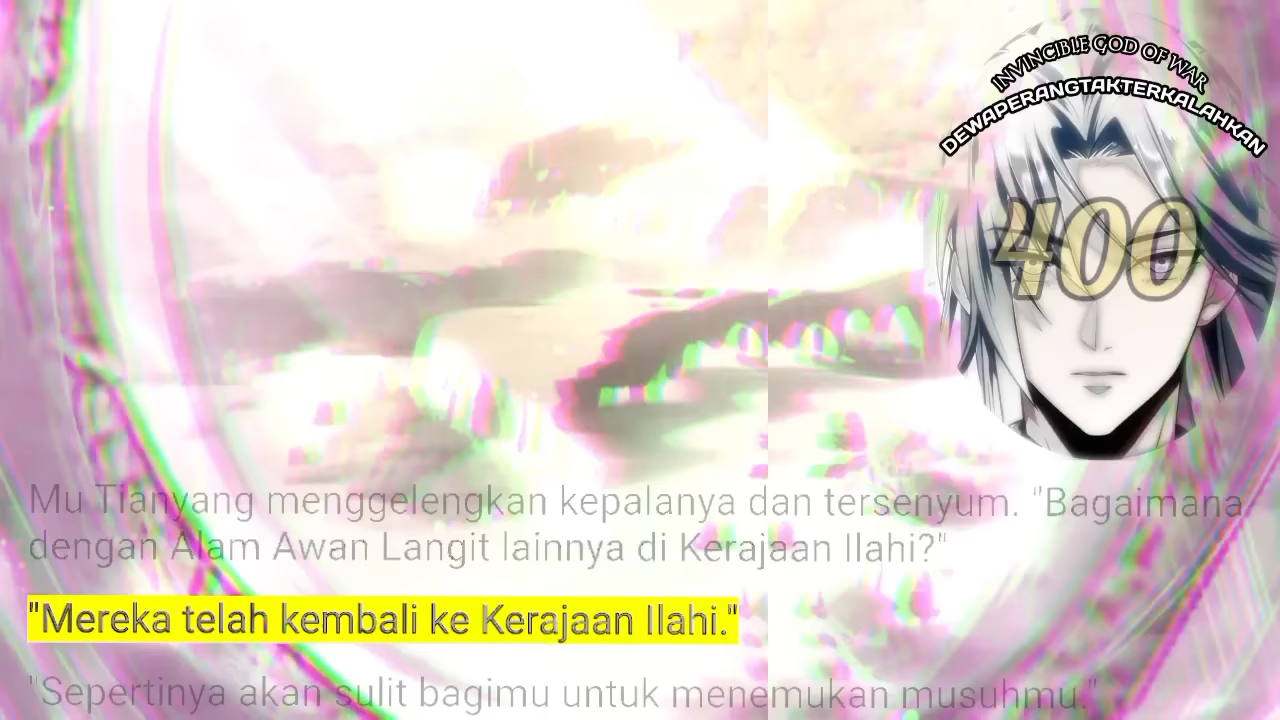 INVINCIBLE GOD OF WAR
DEWAPERANGTAKTERKALAHKAN
400
Mu Tianyang menggelengkan kepalanya dan tersenyum. "Bagaimana
dengan Alam Awan Langit lainnya di Kerajaan Ilahi?"
"Mereka telah kembali ke Kerajaan Ilahi."
"Sepertinya akan sulit bagimu untuk menemukan musuhmu."